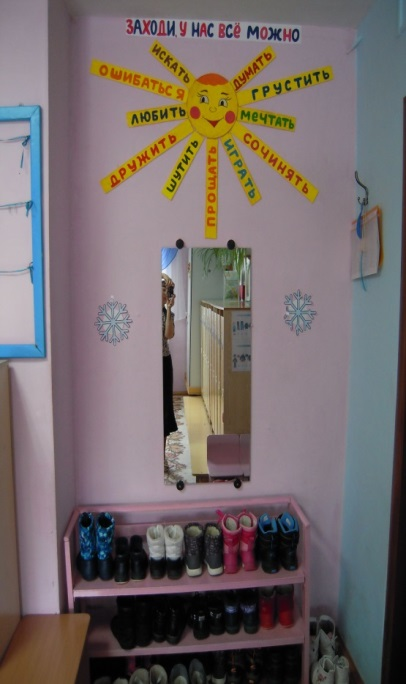 ЗАХОДИ, У НАС ВСЁ МОЖНО
ИСКАТЬ
ДУМАТЬ
ОШИБАТЬСЯ
ГРУСТИТЬ
ЛЮБИТЬ
МЕЧТАТЬ
ДРУЖИТЬ
СОЧИНЯТЬ
ШУТИТЬ
ИГРАТЬ
ПРОЩАТЬ